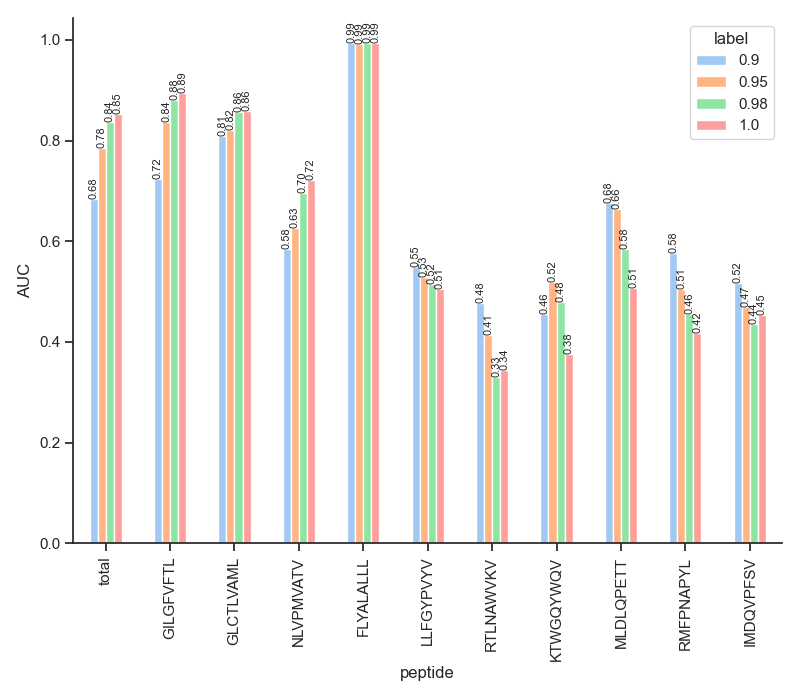 label
0.9
0.95
0.98
1.0
AUC
1.0
0.8
0.6
0.4
0.2
0.0
0.68 0.78 0.84 0.85
0.72 0.84 0.88 0.89
0.81 0.82 0.86 0.86
0.58 0.63 0.70 0.72
0.99 0.99 0.99 0.99
0.55 0.53 0.52 0.51
0.48 0.41 0.33 0.34
0.46 0.52 0.48 0.38
0.68 0.66 0.58 0.51
0.58 0.51 0.46 0.42
0.52 0.47 0.44 0.45
total
GILGFVFTL
GLCTLVAML
NLVPMVATV
FLYALALLL
LLFGYPVYV
RTLNAWVKV
KTWGQYWQV
MLDLQPETT
RMFPNAPYL
IMDQVPFSV
peptide